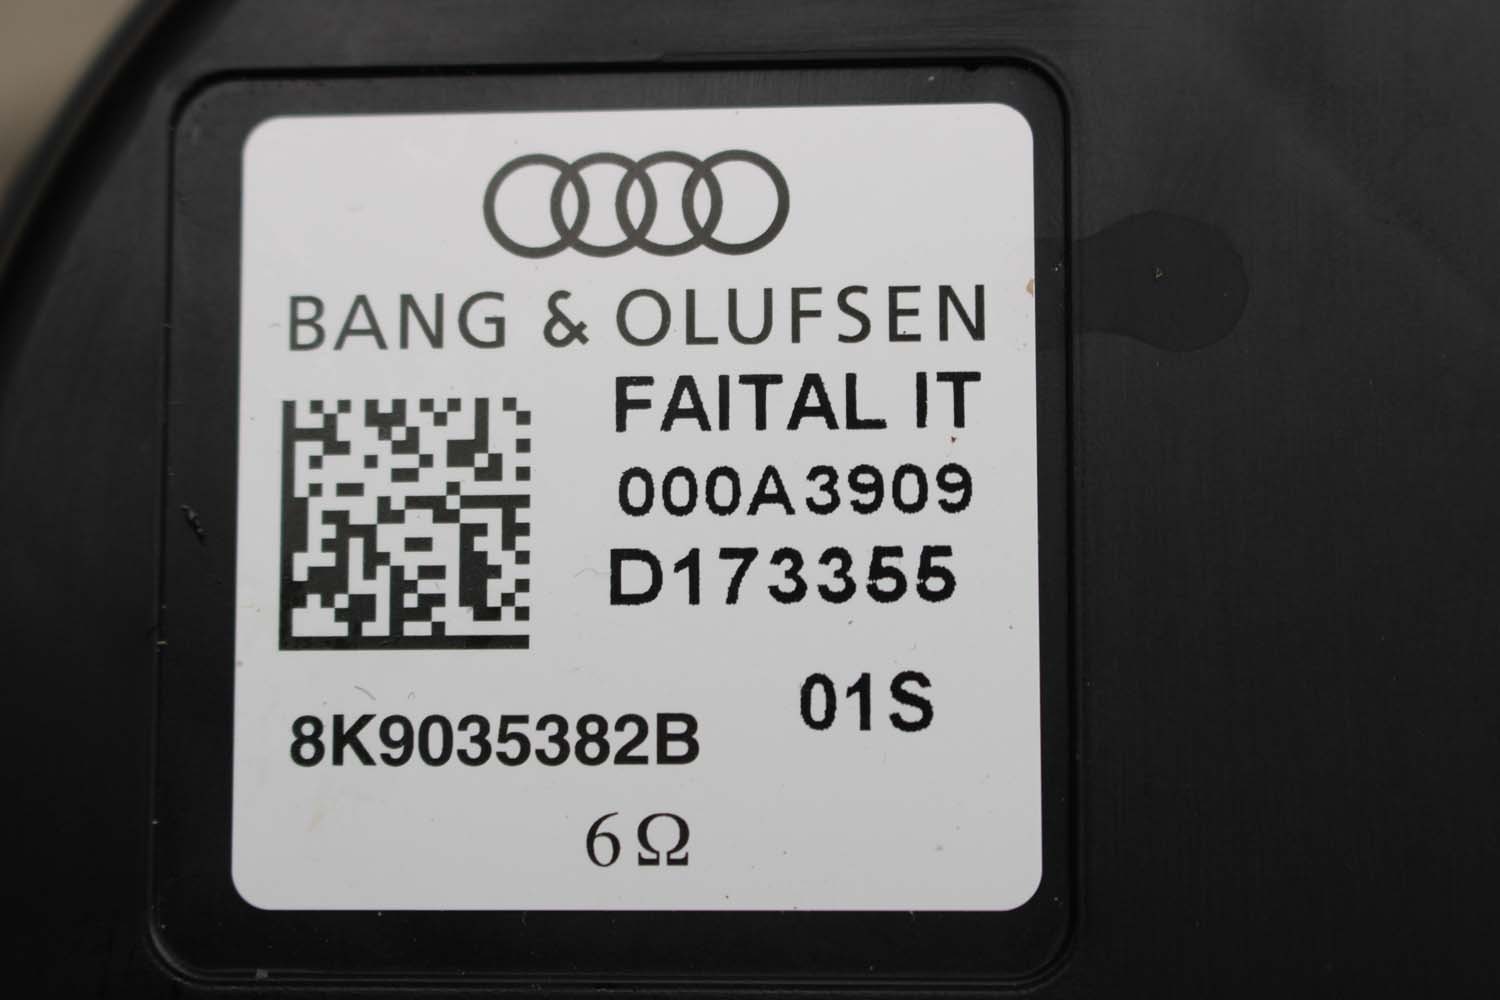 BANG & OLUFSEN
FAITAL IT
000A3909
D173355
01S
8K9035382B
6Ω